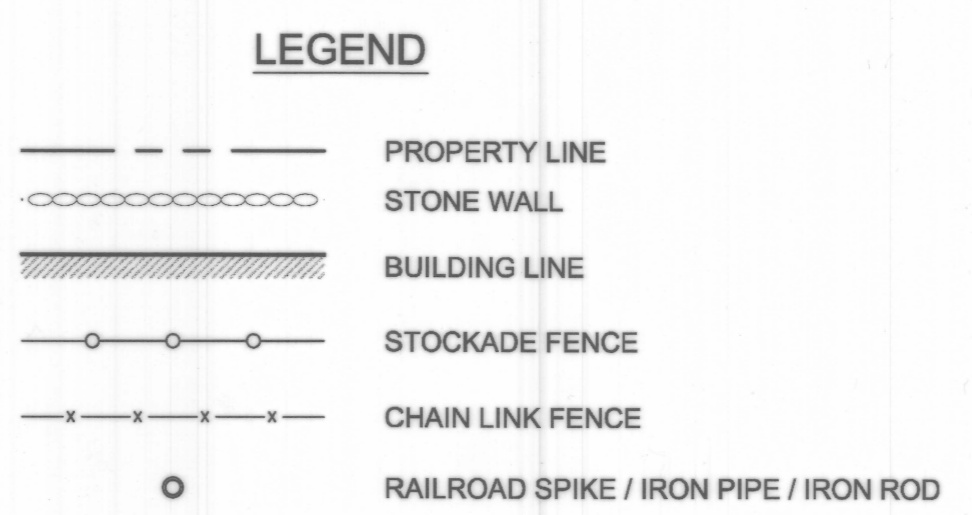 LEGEND
PROPERTY LINE
STONE WALL
BUILDING LINE
STOCKADE FENCE
CHAIN LINK FENCE
RAILROAD SPIKE / IRON PIPE / IRON ROD